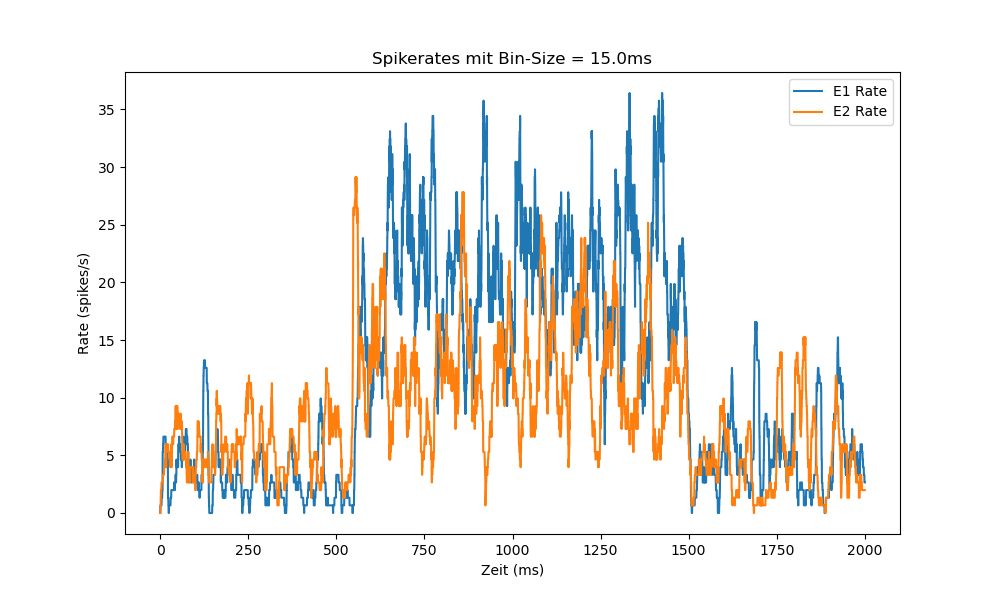 Spikerates mit Bin-Size = 15.0ms
E1 Rate
E2 Rate
35
30
25
20
15
10
5
0
Rate (spikes/s)
0 250 500 750 1000 1250 1500 1750 2000
Zeit (ms)